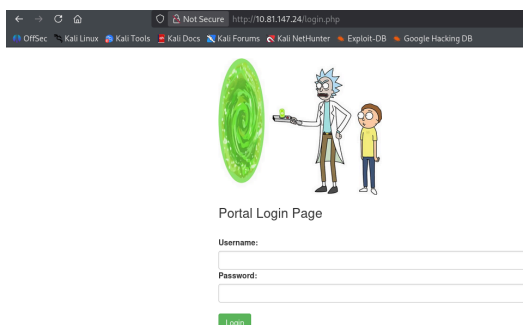 Not Secure http://10.81.147.24/login.php
OffSec Kali Linux Kali Tools Kali Docs Kali Forums Kali NetHunter Exploit-DB Google Hacking DB
Portal Login Page
Username:
Password:
Login